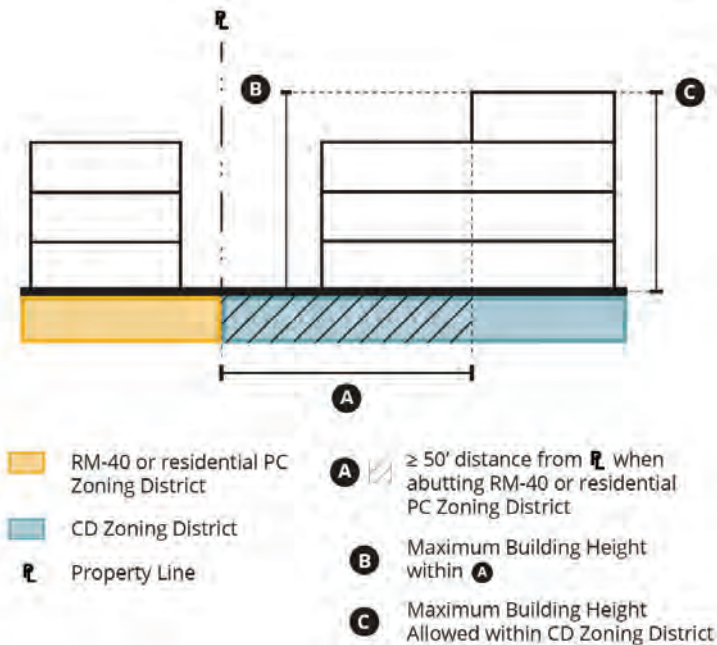 PL
B
C
A
RM-40 or residential PC
Zoning District
CD Zoning District
PL Property Line
A ≥ 50' distance from PL when
abutting RM-40 or residential
PC Zoning District
B Maximum Building Height
within A
C Maximum Building Height
Allowed within CD Zoning District